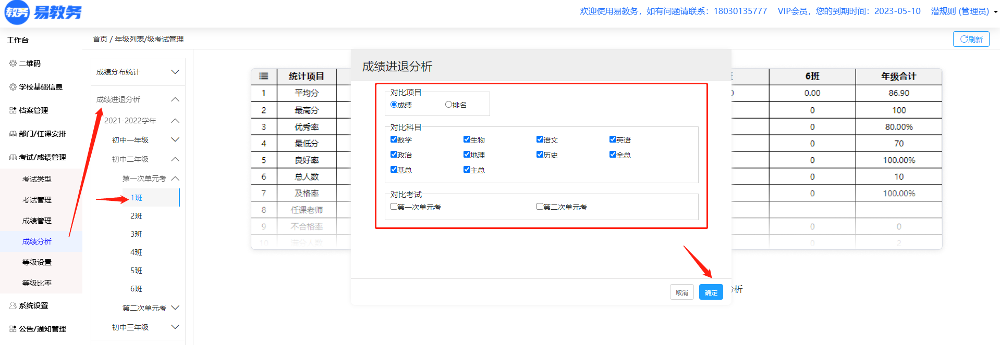 教务 易教务
欢迎使用易教务，如有问题请联系：18030135777 VIP会员，您的到期时间：2023-05-10 潜规则 (管理员)
工作台
二维码
学校基础信息
档案管理
部门/任课安排
考试/成绩管理
考试类型
考试管理
成绩管理
成绩分析
等级设置
等级比率
系统设置
公告/通知管理
首页 / 年级列表/级考试管理
刷新
成绩分布统计
成绩进退分析
2021-2022学年
初中一年级
初中二年级
第一次单元考
1班
2班
3班
4班
5班
6班
第二次单元考
初中三年级
统计项目 6班 年级合计
1 平均分 0.00 86.90
2 最高分 0 100
3 优秀率 0 80.00%
4 最低分 0 70
5 良好率 0 100.00%
6 总人数 0 10
7 及格率 0 100.00%
8 任课老师
9 不合格率 0 0
10 满分人数 0 2
成绩进退分析
对比项目
成绩 排名
对比科目
数学 生物 语文 英语
政治 地理 历史 全总
基总 主总
对比考试
第一次单元考 第二次单元考
取消 确定
析